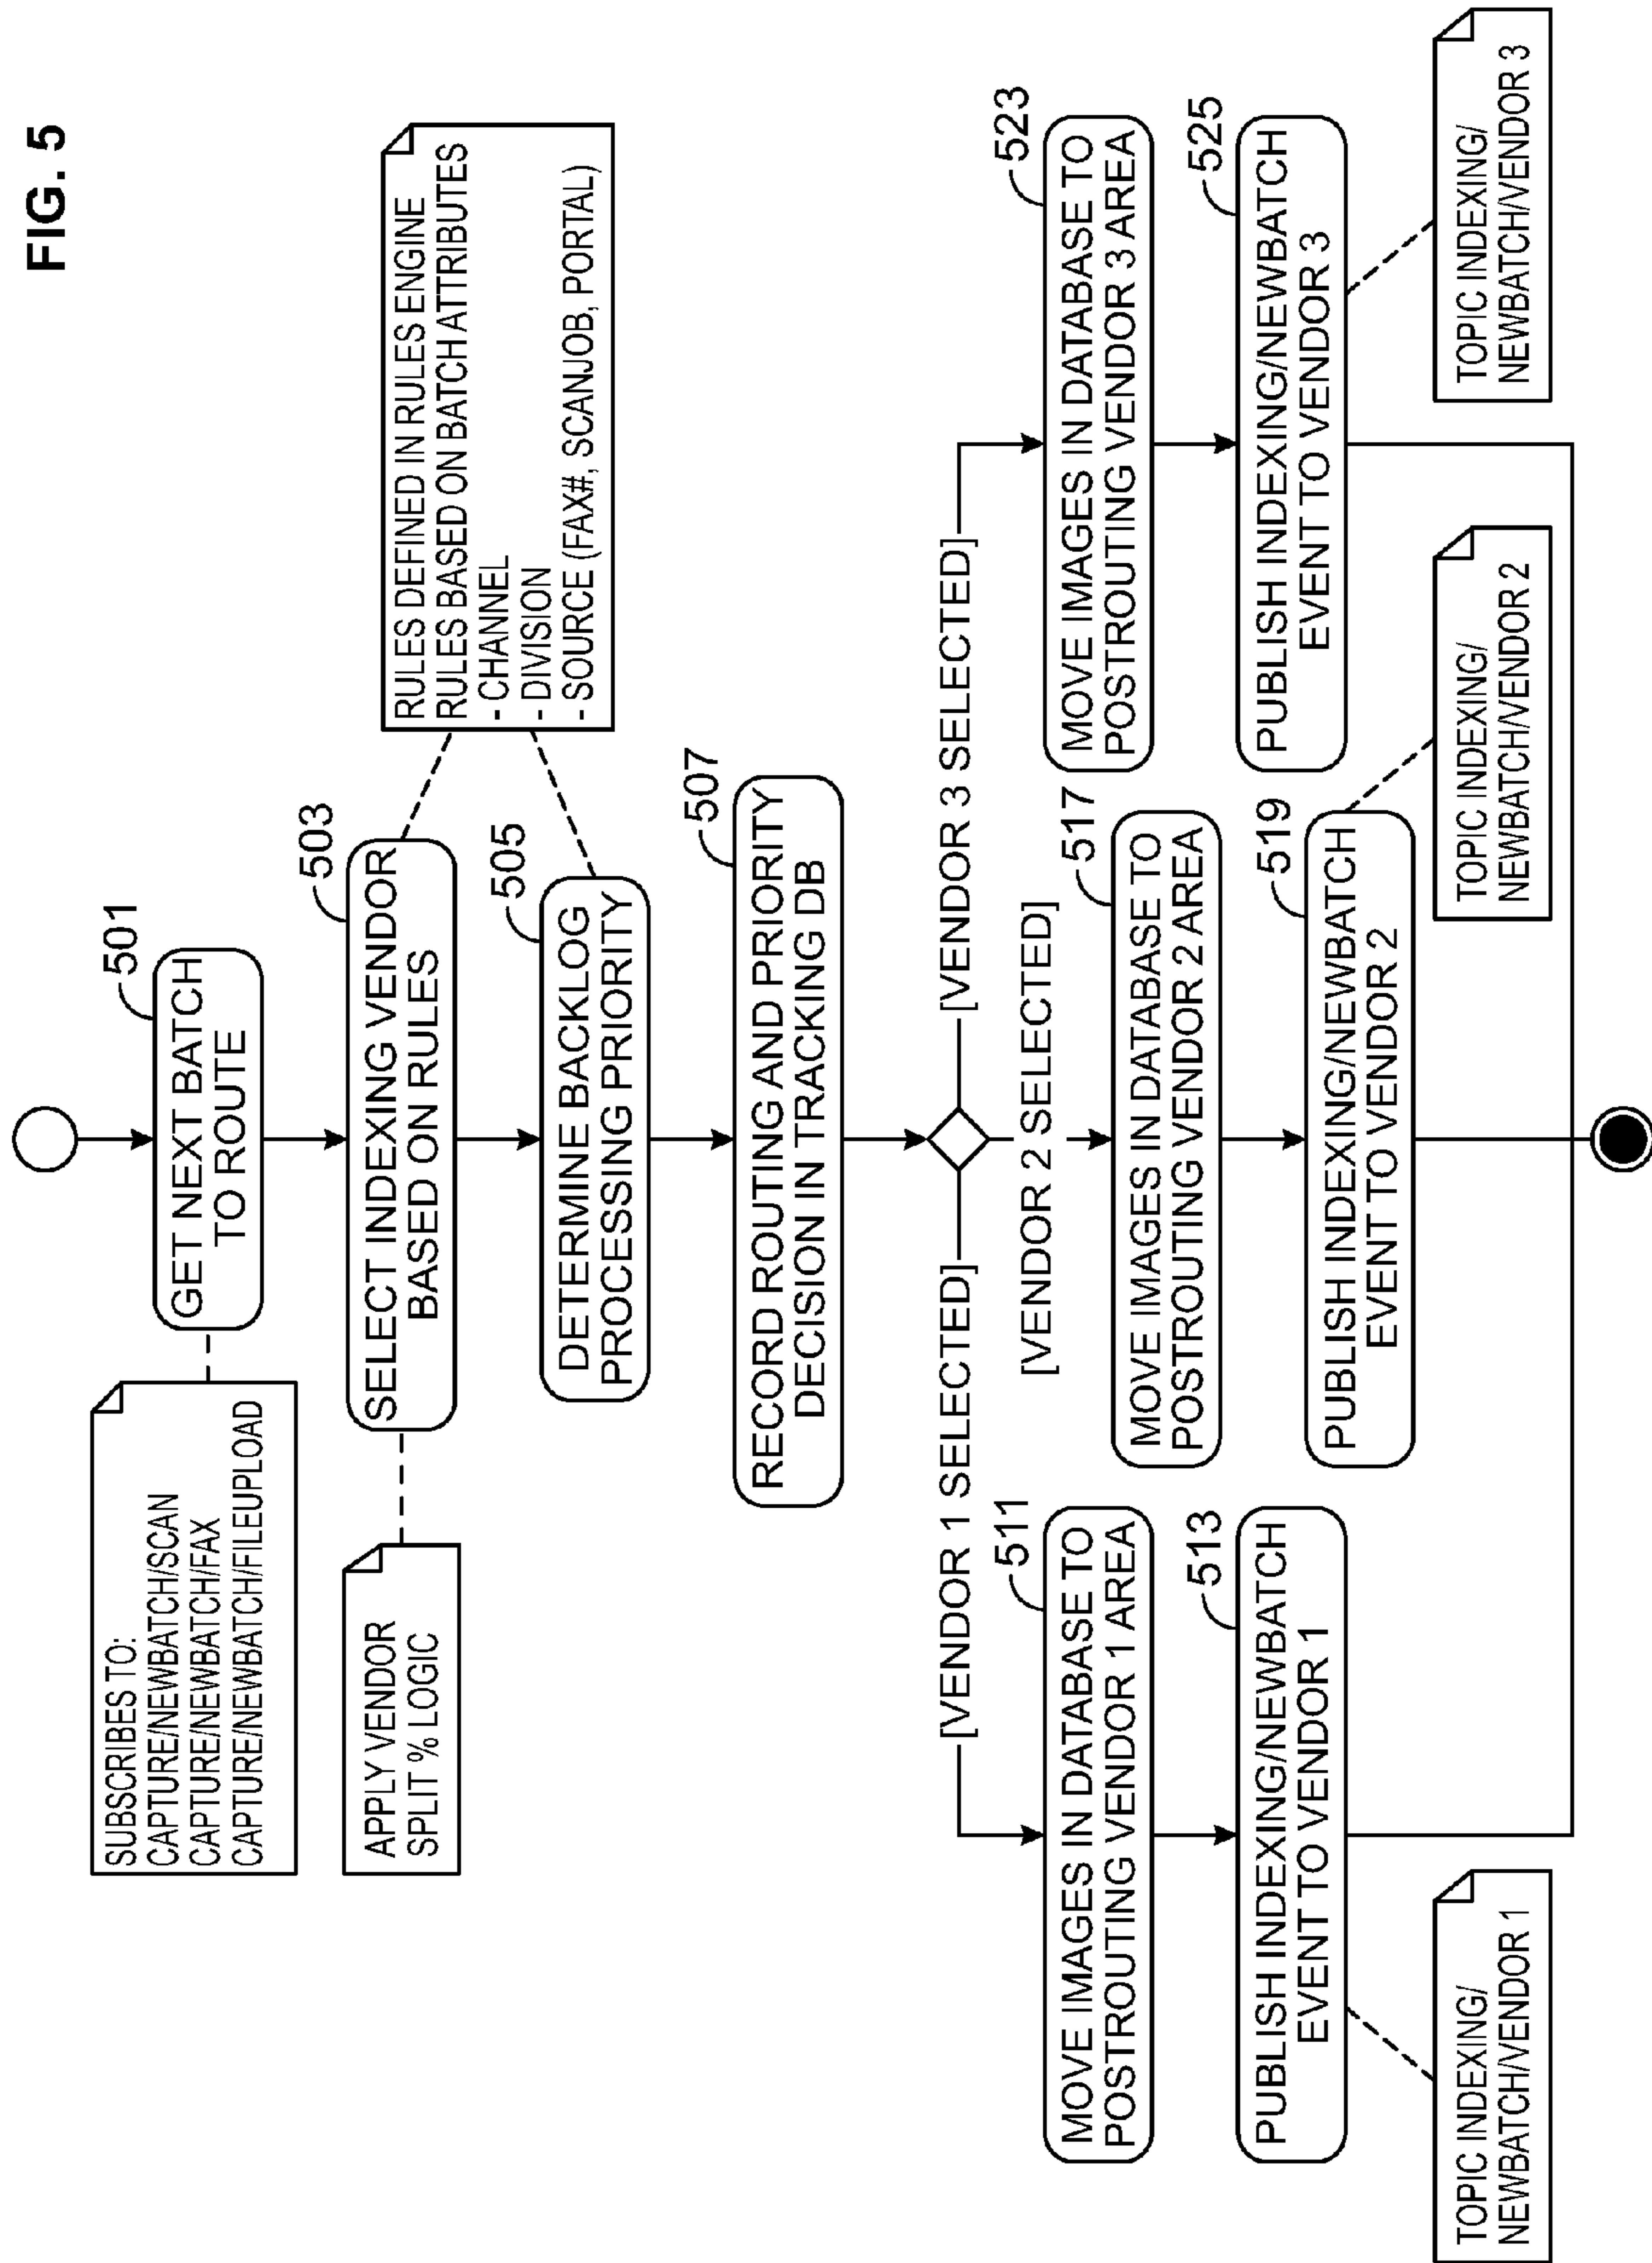 FIG. 5
SUBSCRIBES TO:
CAPTURE/NEWBATCH/SCAN
CAPTURE/NEWBATCH/FAX
CAPTURE/NEWBATCH/FILEUPLOAD
501
GET NEXT BATCH
TO ROUTE
APPLY VENDOR
SPLIT % LOGIC
503
SELECT INDEXING VENDOR
BASED ON RULES
RULES DEFINED IN RULES ENGINE
RULES BASED ON BATCH ATTRIBUTES
- CHANNEL
- DIVISION
- SOURCE (FAX#, SCANJOB, PORTAL)
505
DETERMINE BACKLOG
PROCESSING PRIORITY
507
RECORD ROUTING AND PRIORITY
DECISION IN TRACKING DB
[VENDOR 1 SELECTED]
[VENDOR 2 SELECTED]
[VENDOR 3 SELECTED]
511
MOVE IMAGES IN DATABASE TO
POSTROUTING VENDOR 1 AREA
513
PUBLISH INDEXING/NEWBATCH
EVENT TO VENDOR 1
TOPIC INDEXING/
NEWBATCH/VENDOR 1
517
MOVE IMAGES IN DATABASE TO
POSTROUTING VENDOR 2 AREA
519
PUBLISH INDEXING/NEWBATCH
EVENT TO VENDOR 2
TOPIC INDEXING/
NEWBATCH/VENDOR 2
523
MOVE IMAGES IN DATABASE TO
POSTROUTING VENDOR 3 AREA
525
PUBLISH INDEXING/NEWBATCH
EVENT TO VENDOR 3
TOPIC INDEXING/
NEWBATCH/VENDOR 3